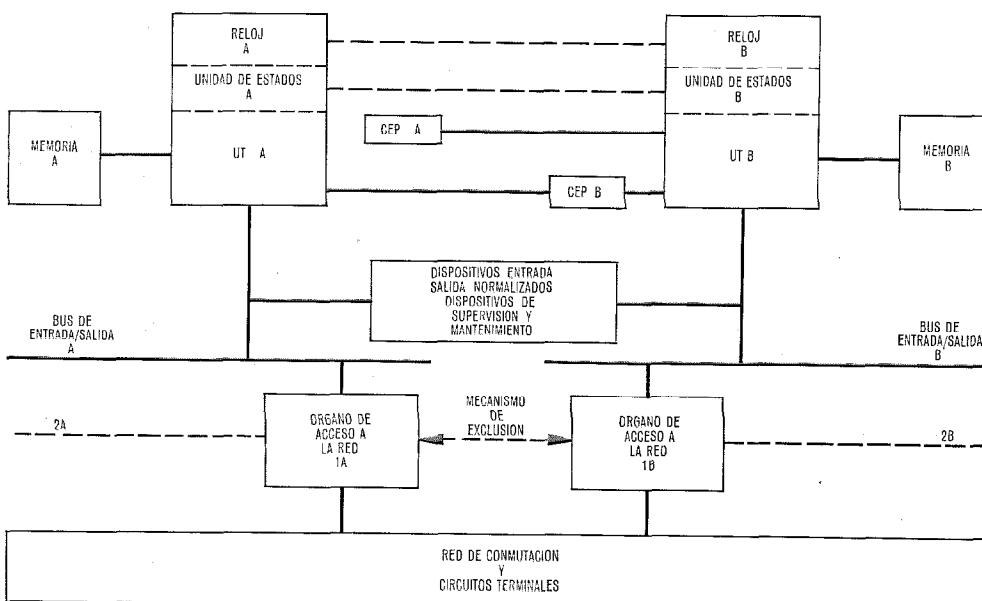 RELOJ
A
UNIDAD DE ESTADOS
A
UT A
MEMORIA
A
CEP A
CEP B
RELOJ
B
UNIDAD DE ESTADOS
B
UT B
MEMORIA
B
DISPOSITIVOS ENTRADA
SALIDA NORMALIZADOS
DISPOSITIVOS DE
SUPERVISION Y
MANTENIMIENTO
BUS DE
ENTRADA/SALIDA
A
BUS DE
ENTRADA/SALIDA
B
2A
ORGANO DE
ACCESO A
LA RED
1A
MECANISMO
DE
EXCLUSION
ORGANO DE
ACCESO A
LA RED
1B
2B
RED DE CONMUTACION
Y
CIRCUITOS TERMINALES